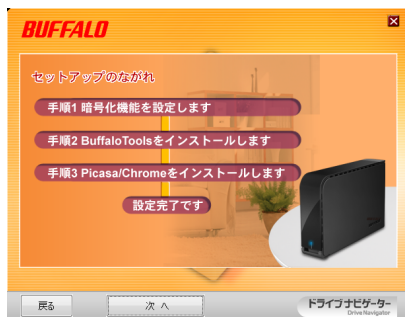 BUFFALO
セットアップのながれ
手順1 暗号化機能を設定します
手順2 BuffaloToolsをインストールします
手順3 Picasa/Chromeをインストールします
設定完了です
戻る
次 へ
ドライブナビゲーター
Drive Navigator